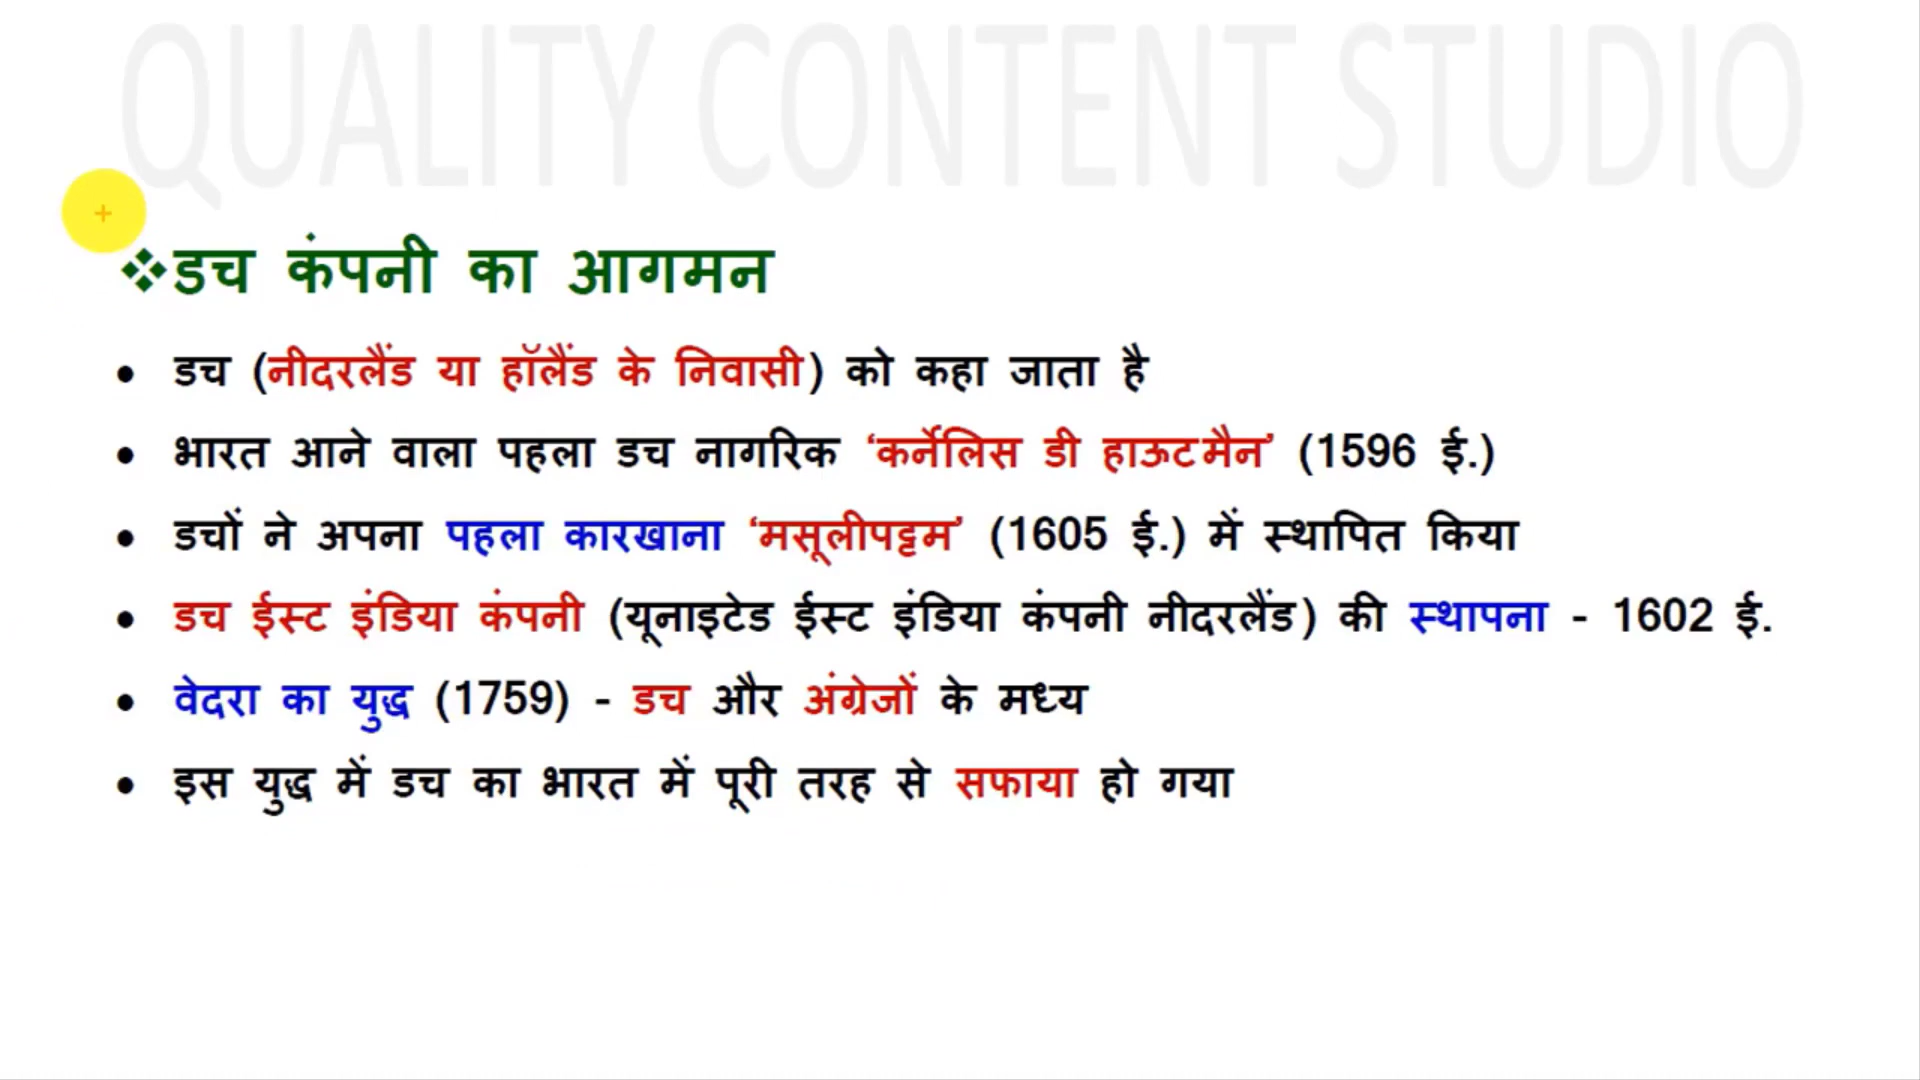 QUALITY CONTENT STUDIO
❖डच कंपनी का आगमन
• डच (नीदरलैंड या हॉलैंड के निवासी) को कहा जाता है
• भारत आने वाला पहला डच नागरिक ‘कर्नेलिस डी हाऊटमैन’ (1596 ई.)
• डचों ने अपना पहला कारखाना ‘मसूलीपट्टम’ (1605 ई.) में स्थापित किया
• डच ईस्ट इंडिया कंपनी (यूनाइटेड ईस्ट इंडिया कंपनी नीदरलैंड) की स्थापना - 1602 ई.
• वेदरा का युद्ध (1759) - डच और अंग्रेजों के मध्य
• इस युद्ध में डच का भारत में पूरी तरह से सफाया हो गया